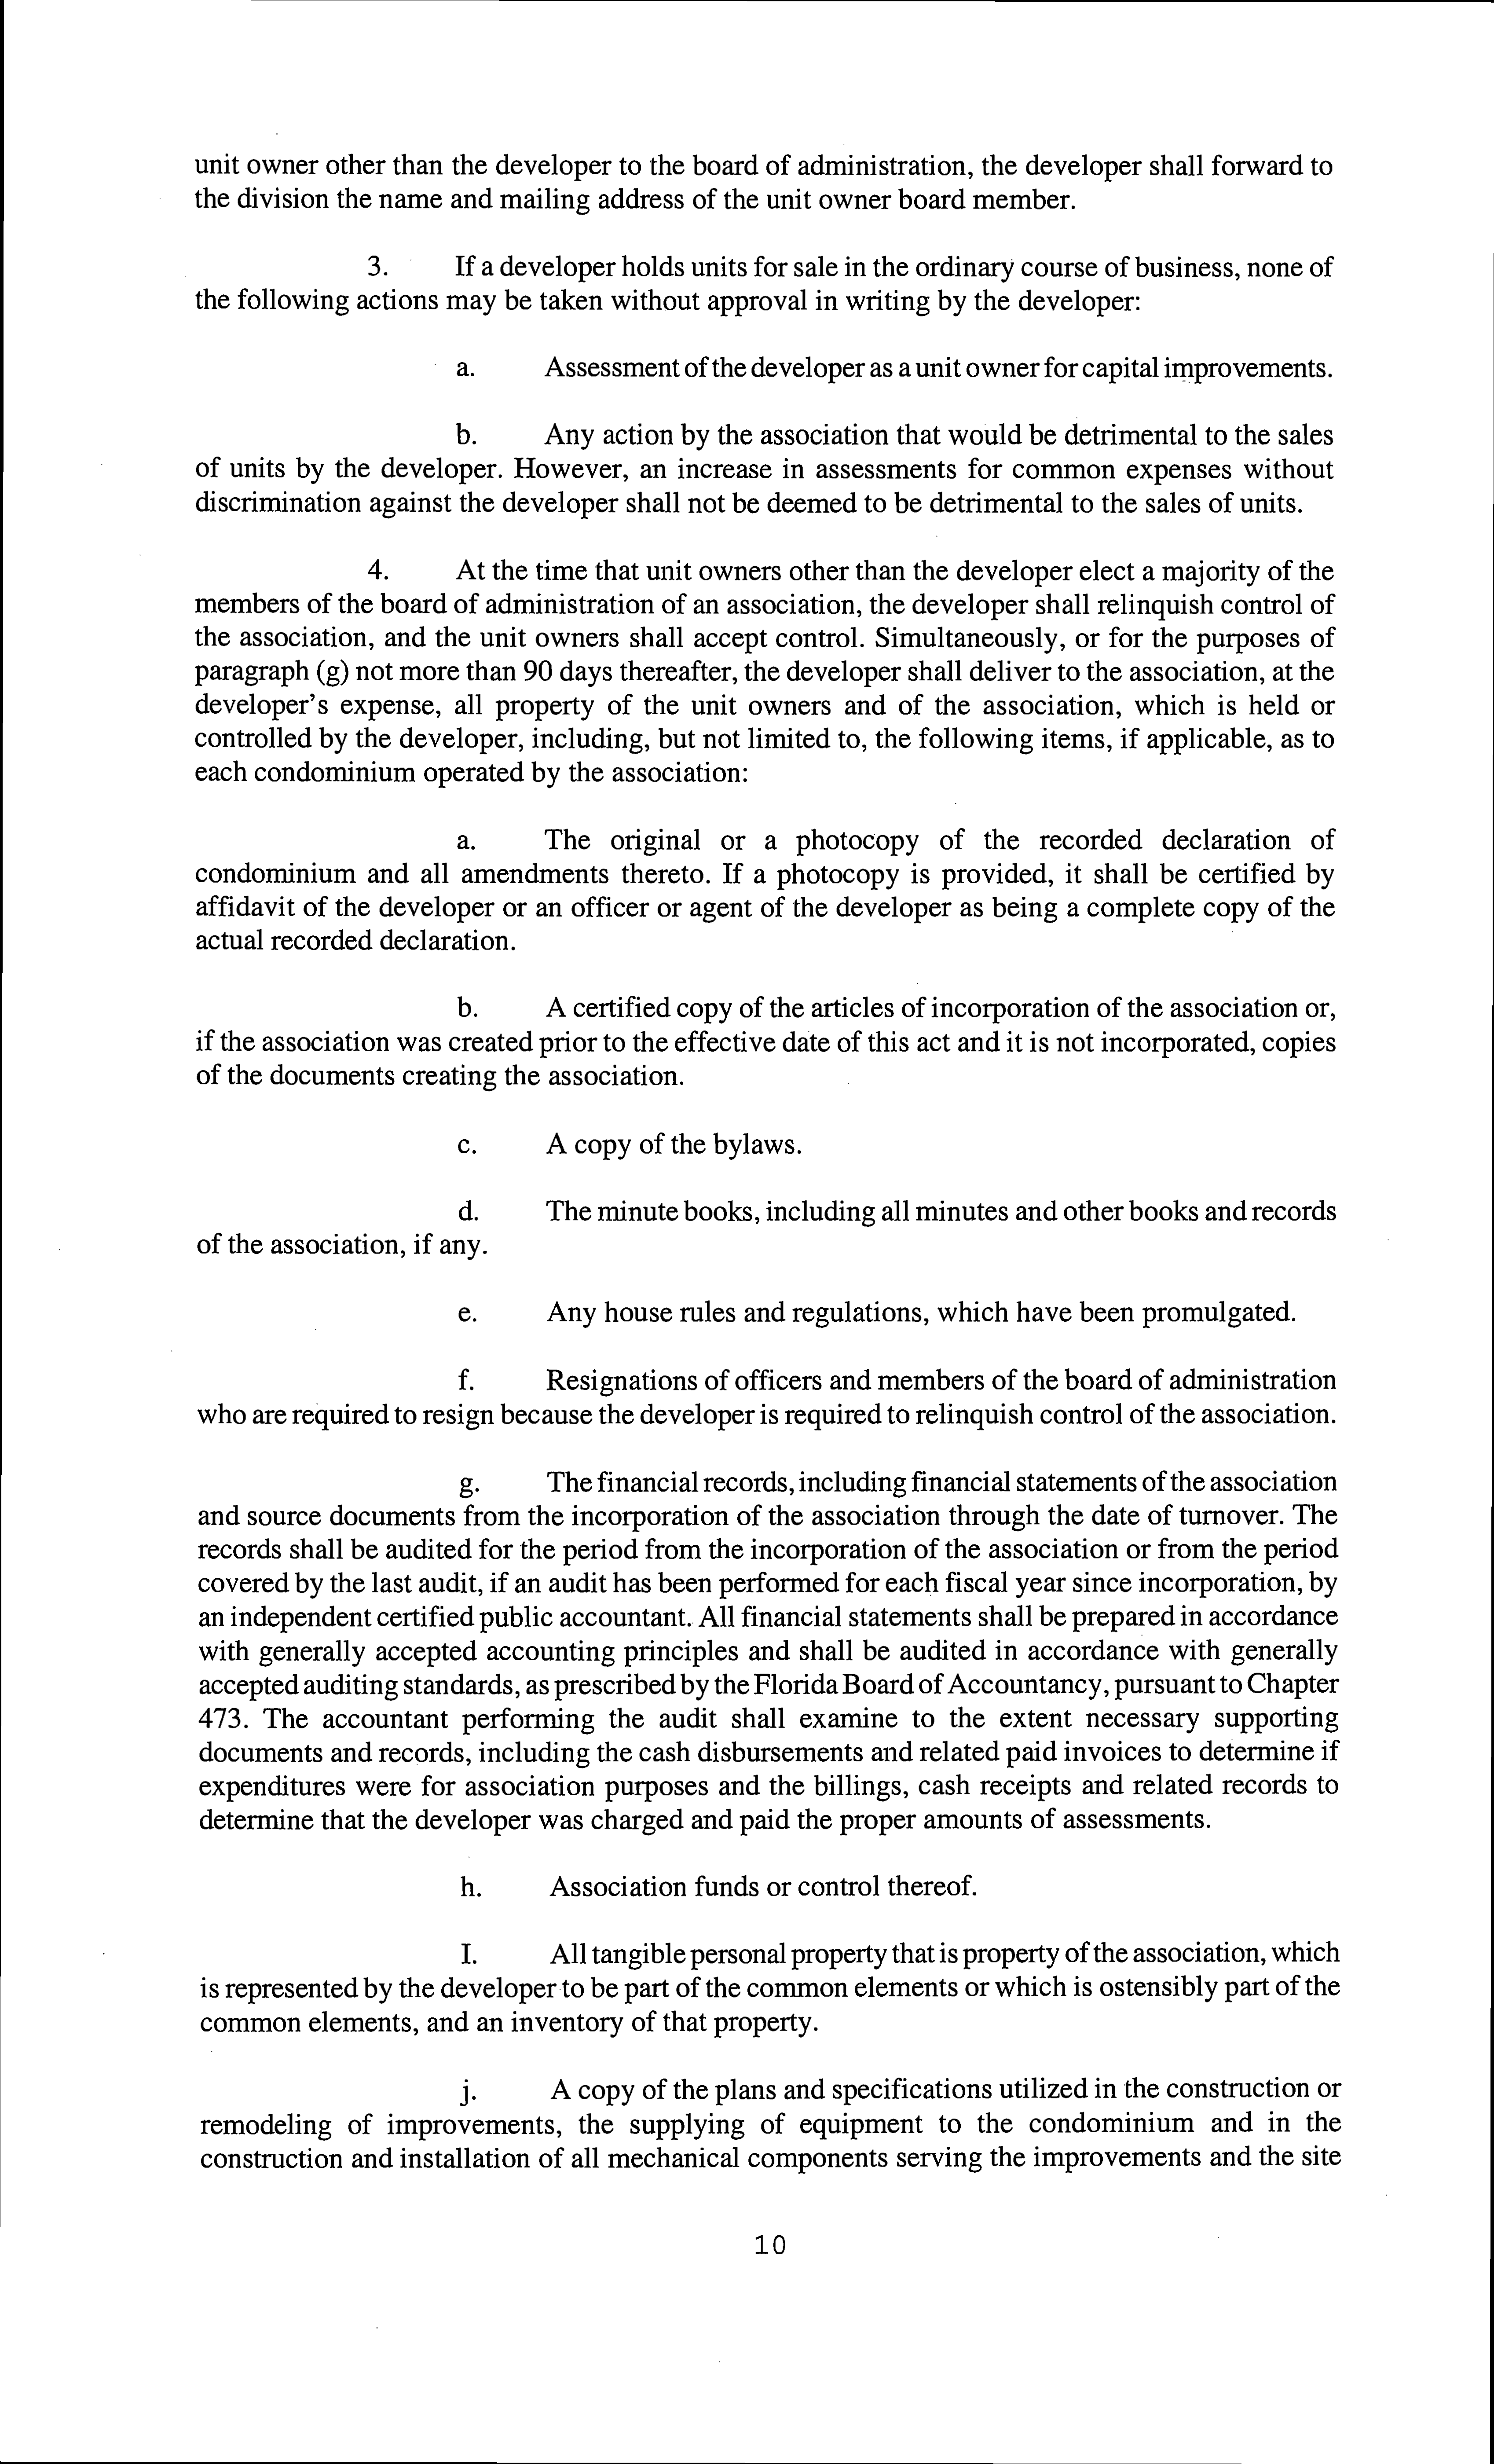 unit owner other than the developer to the board of administration, the developer shall forward to
the division the name and mailing address of the unit owner board member.
3. If a developer holds units for sale in the ordinary course of business, none of
the following actions may be taken without approval in writing by the developer:
a. Assessment of the developer as a unit owner for capital improvements.
b. Any action by the association that would be detrimental to the sales
of units by the developer. However, an increase in assessments for common expenses without
discrimination against the developer shall not be deemed to be detrimental to the sales of units.
4. At the time that unit owners other than the developer elect a majority of the
members of the board of administration of an association, the developer shall relinquish control of
the association, and the unit owners shall accept control. Simultaneously, or for the purposes of
paragraph (g) not more than 90 days thereafter, the developer shall deliver to the association, at the
developer's expense, all property of the unit owners and of the association, which is held or
controlled by the developer, including, but not limited to, the following items, if applicable, as to
each condominium operated by the association:
a. The original or a photocopy of the recorded declaration of
condominium and all amendments thereto. If a photocopy is provided, it shall be certified by
affidavit of the developer or an officer or agent of the developer as being a complete copy of the
actual recorded declaration.
b. A certified copy of the articles of incorporation of the association or,
if the association was created prior to the effective date of this act and it is not incorporated, copies
of the documents creating the association.
c. A copy of the bylaws.
d. The minute books, including all minutes and other books and records
of the association, if any.
e. Any house rules and regulations, which have been promulgated.
f. Resignations of officers and members of the board of administration
who are required to resign because the developer is required to relinquish control of the association.
g. The financial records, including financial statements of the association
and source documents from the incorporation of the association through the date of turnover. The
records shall be audited for the period from the incorporation of the association or from the period
covered by the last audit, if an audit has been performed for each fiscal year since incorporation, by
an independent certified public accountant. All financial statements shall be prepared in accordance
with generally accepted accounting principles and shall be audited in accordance with generally
accepted auditing standards, as prescribed by the Florida Board of Accountancy, pursuant to Chapter
473. The accountant performing the audit shall examine to the extent necessary supporting
documents and records, including the cash disbursements and related paid invoices to determine if
expenditures were for association purposes and the billings, cash receipts and related records to
determine that the developer was charged and paid the proper amounts of assessments.
h. Association funds or control thereof.
I. All tangible personal property that is property of the association, which
is represented by the developer to be part of the common elements or which is ostensibly part of the
common elements, and an inventory of that property.
j. A copy of the plans and specifications utilized in the construction or
remodeling of improvements, the supplying of equipment to the condominium and in the
construction and installation of all mechanical components serving the improvements and the site
10